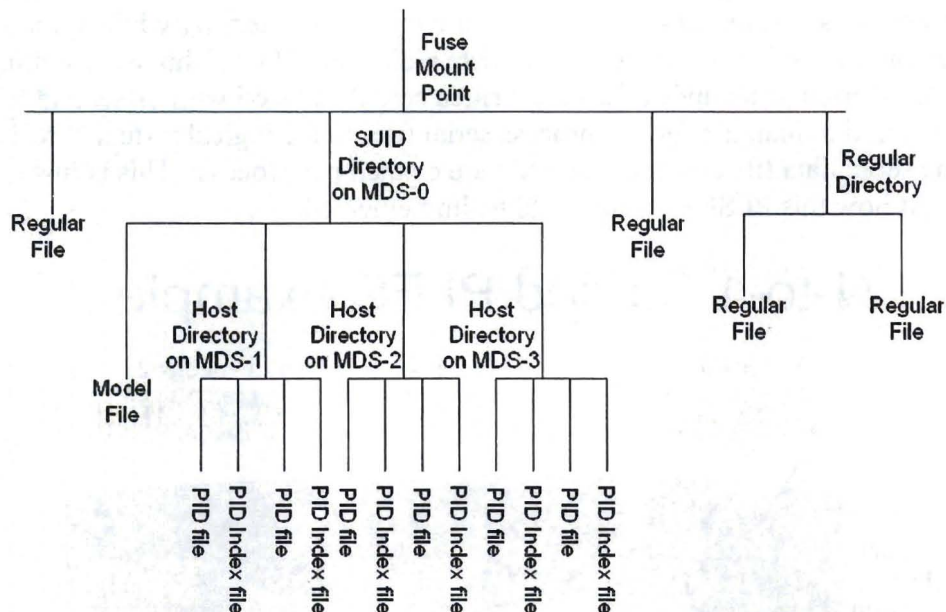 Fuse
Mount
Point
SUID
Directory
on MDS-0
Regular
Directory
Regular
File
Regular
File
Host
Directory
on MDS-1
Host
Directory
on MDS-2
Host
Directory
on MDS-3
Regular
File
Regular
File
Model
File
PID file
PID Index file
PID file
PID Index file
PID file
PID Index file
PID file
PID Index file
PID file
PID Index file
PID file
PID Index file